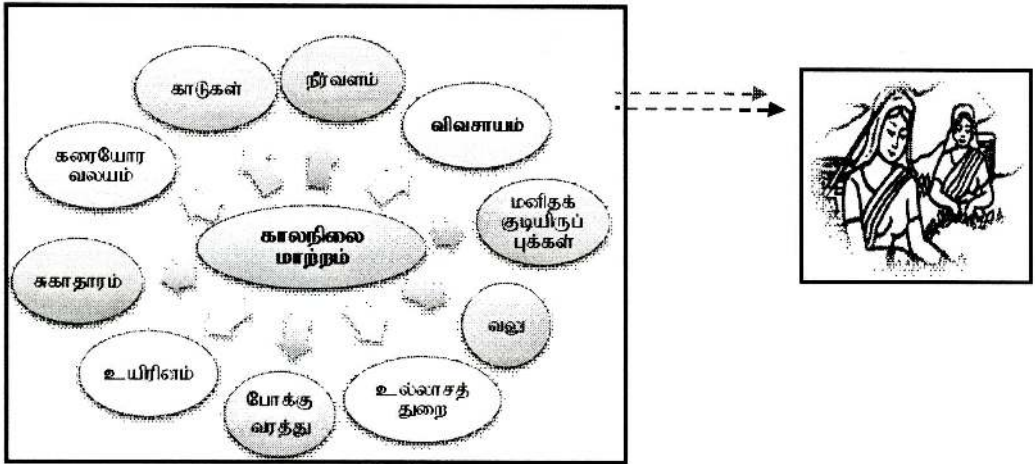 காடுகள்
நீர்வளம்
விவசாயம்
கரையோர
வலயம்
மனிதக்
குடியிருப்
புக்கள்
காலநிலை
மாற்றம்
சுகாதாரம்
வலு
உயிரினம்
போக்கு
வரத்து
உல்லாசத்
துறை